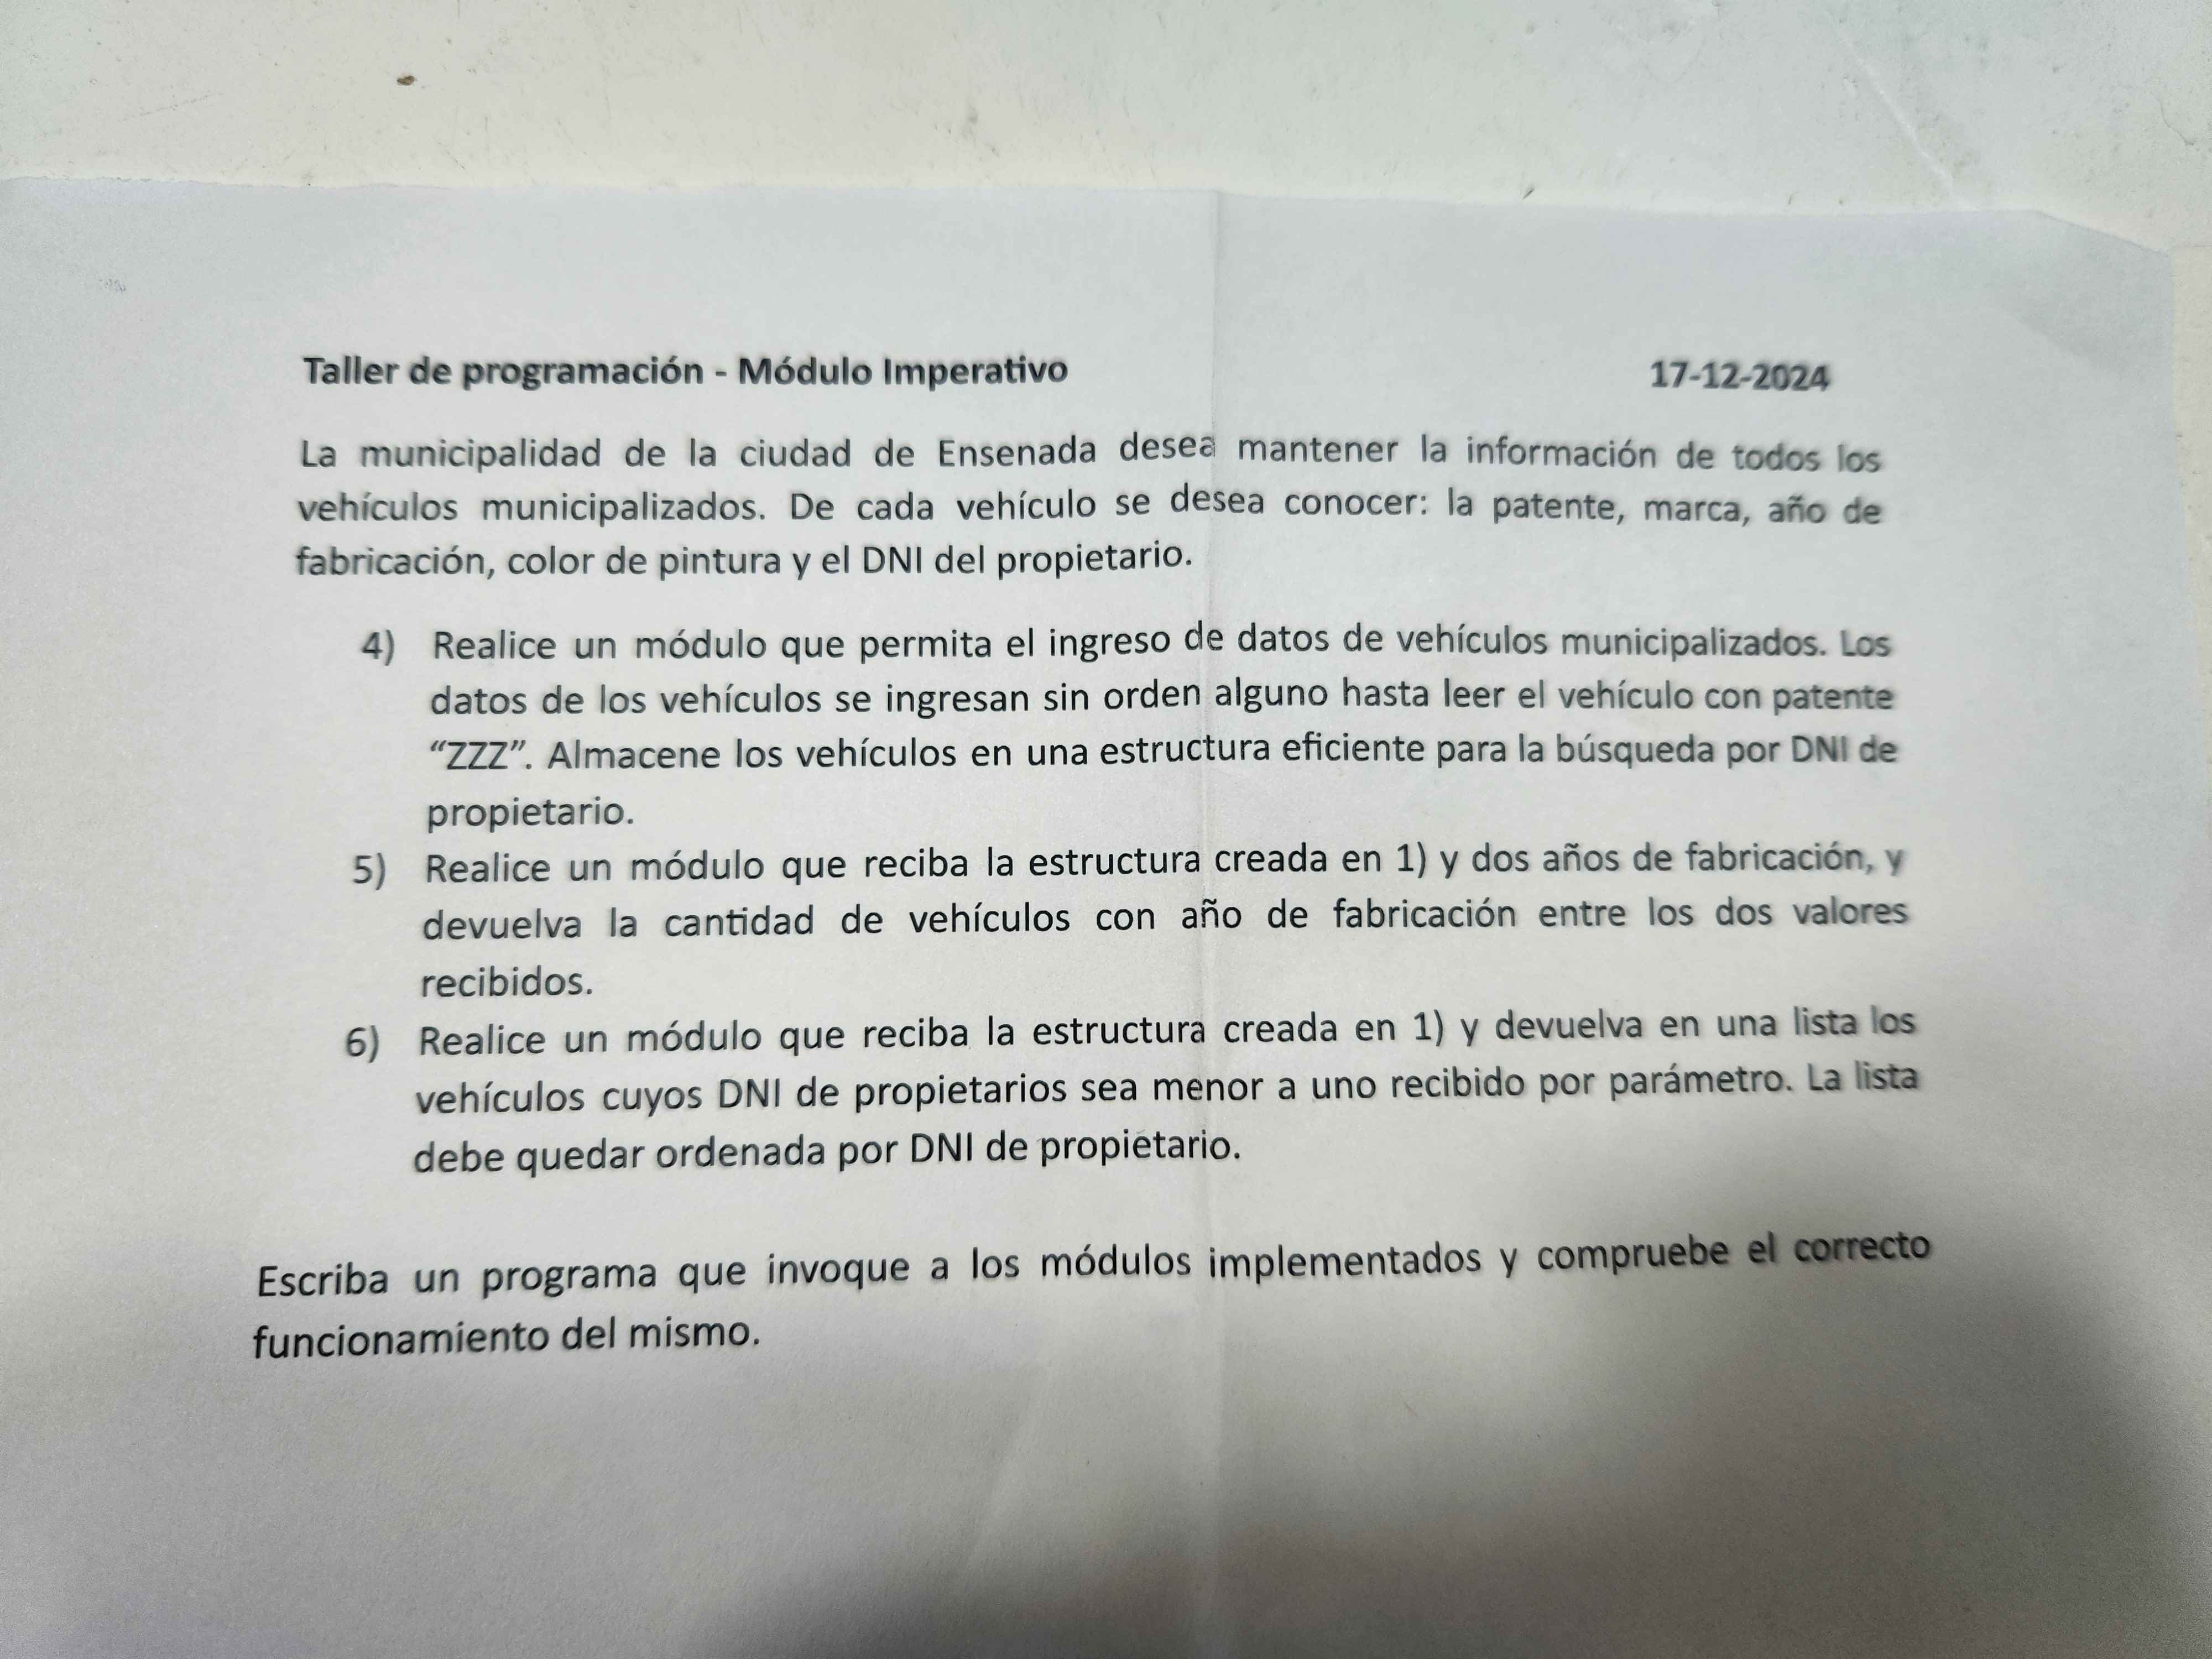 Taller de programación - Módulo Imperativo 17-12-2024
La municipalidad de la ciudad de Ensenada desea mantener la información de todos los
vehículos municipalizados. De cada vehículo se desea conocer: la patente, marca, año de
fabricación, color de pintura y el DNI del propietario.
4) Realice un módulo que permita el ingreso de datos de vehículos municipalizados. Los
datos de los vehículos se ingresan sin orden alguno hasta leer el vehículo con patente
“ZZZ”. Almacene los vehículos en una estructura eficiente para la búsqueda por DNI de
propietario.
5) Realice un módulo que reciba la estructura creada en 1) y dos años de fabricación, y
devuelva la cantidad de vehículos con año de fabricación entre los dos valores
recibidos.
6) Realice un módulo que reciba la estructura creada en 1) y devuelva en una lista los
vehículos cuyos DNI de propietarios sea menor a uno recibido por parámetro. La lista
debe quedar ordenada por DNI de propietario.
Escriba un programa que invoque a los módulos implementados y compruebe el correcto
funcionamiento del mismo.